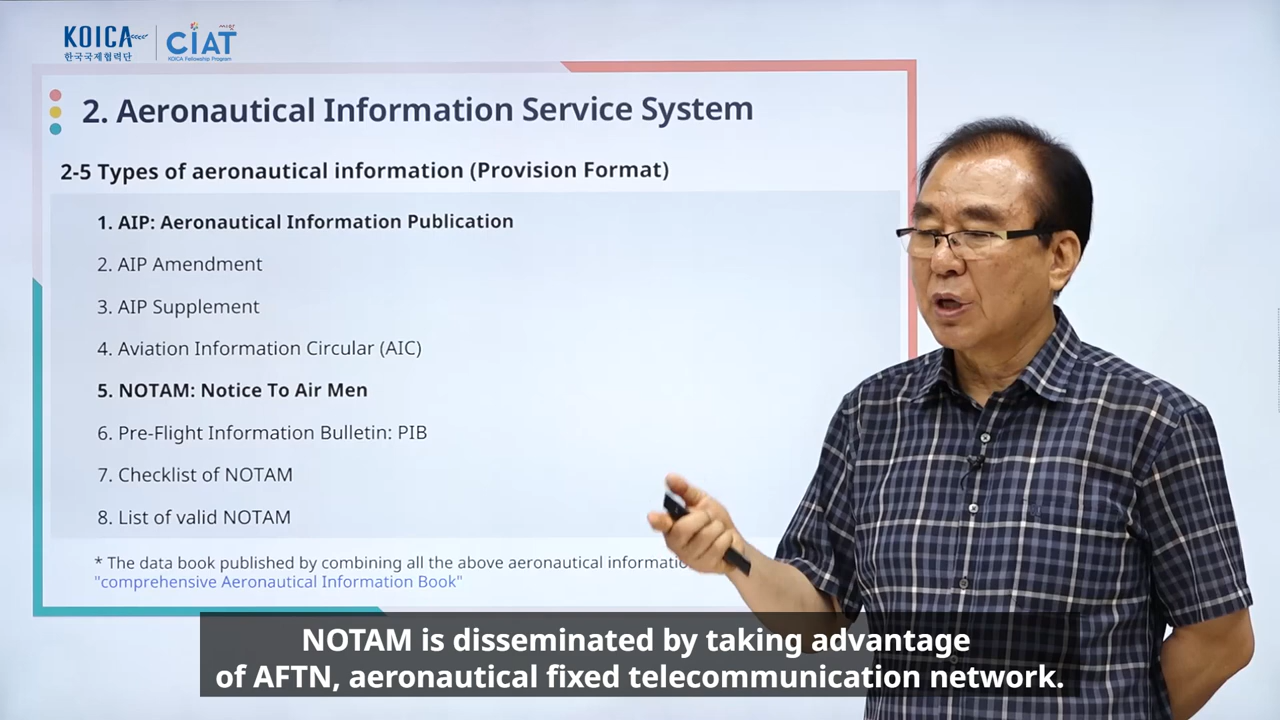 KOICA
한국국제협력단
CIAT
KOICA Fellowship Program
2. Aeronautical Information Service System
2-5 Types of aeronautical information (Provision Format)
1. AIP: Aeronautical Information Publication
2. AIP Amendment
3. AIP Supplement
4. Aviation Information Circular (AIC)
5. NOTAM: Notice To Air Men
6. Pre-Flight Information Bulletin: PIB
7. Checklist of NOTAM
8. List of valid NOTAM
* The data book published by combining all the above aeronautical informatio
"comprehensive Aeronautical Information Book"
NOTAM is disseminated by taking advantage
of AFTN, aeronautical fixed telecommunication network.